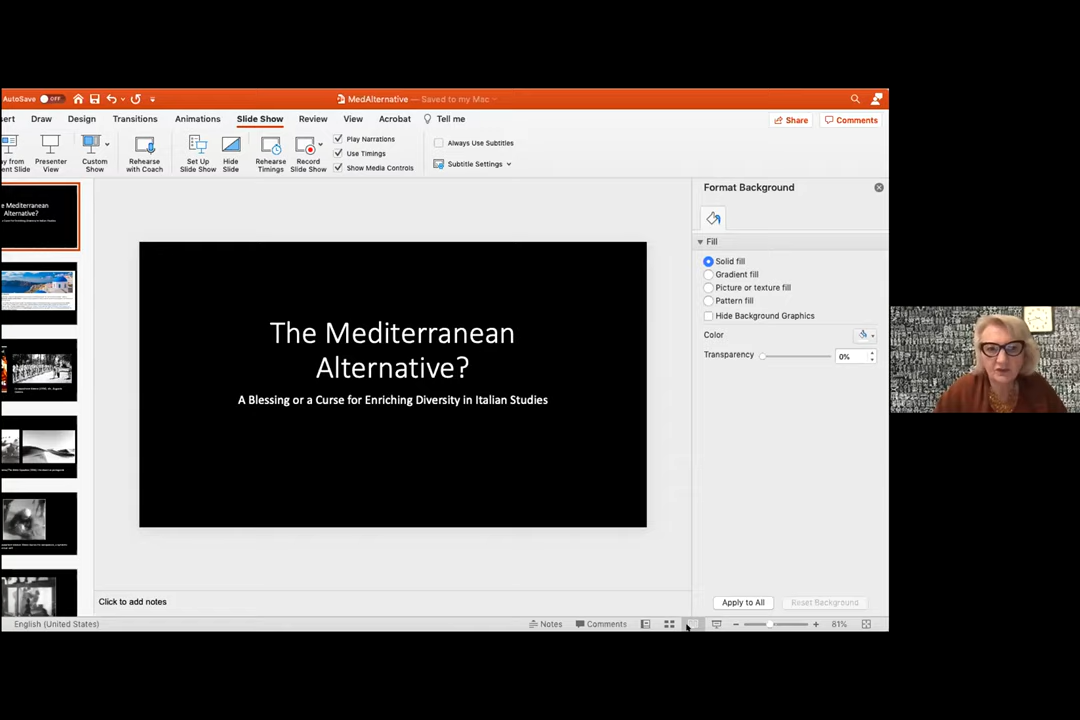 AutoSave OFF
MedAlternative — Saved to my Mac
Draw Design Transitions Animations Slide Show Review View Acrobat Tell me
Share Comments
Presenter View
Custom Show
Rehearse with Coach
Set Up Slide Show
Hide Slide
Rehearse Timings
Record Slide Show
Play Narrations
Use Timings
Show Media Controls
Always Use Subtitles
Subtitle Settings
Mediterranean
Alternative?
The Mediterranean
Alternative?
A Blessing or a Curse for Enriching Diversity in Italian Studies
Format Background
Fill
Solid fill
Gradient fill
Picture or texture fill
Pattern fill
Hide Background Graphics
Color
Transparency 0%
Click to add notes
Apply to All Reset Background
English (United States)
Notes Comments 81%